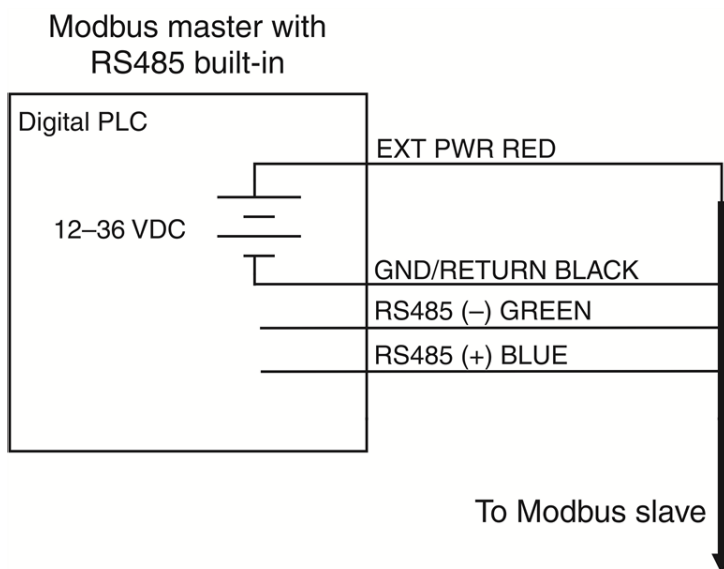 Modbus master with
RS485 built-in
Digital PLC
EXT PWR RED
12–36 VDC
GND/RETURN BLACK
RS485 (–) GREEN
RS485 (+) BLUE
To Modbus slave